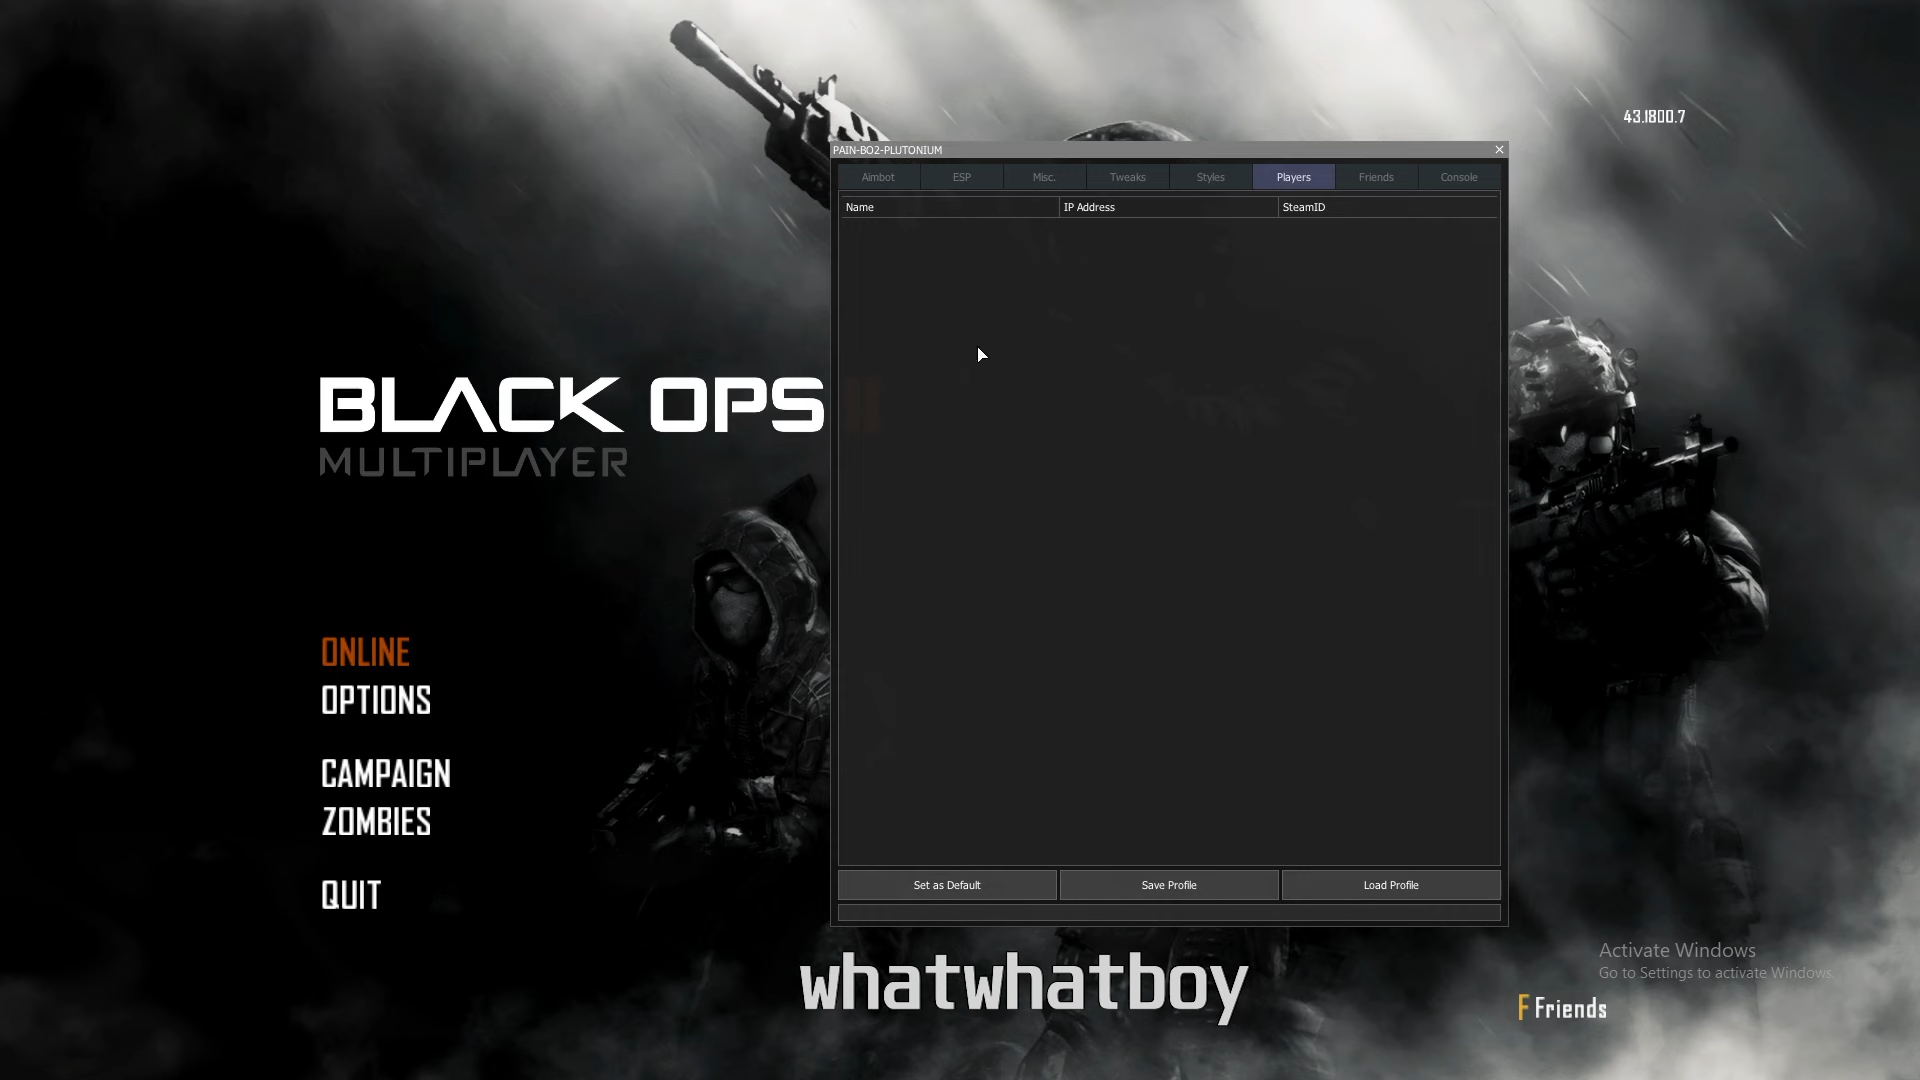 43.1800.7
PAIN-BO2-PLUTONIUM
Aimbot ESP Misc. Tweaks Styles Players Friends Console
Name IP Address SteamID
BLACK OPS II
MULTIPLAYER
ONLINE
OPTIONS
CAMPAIGN
ZOMBIES
QUIT
Set as Default Save Profile Load Profile
whatwhatboy
Activate Windows
Go to Settings to activate Windows.
F Friends